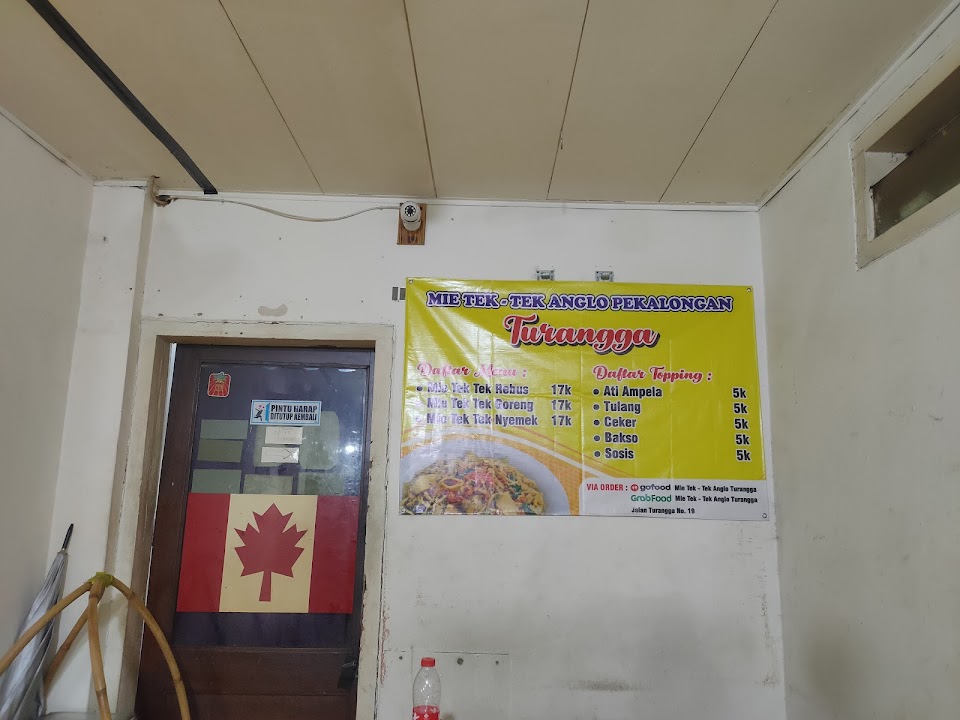 MIE TEK - TEK ANGLO PEKALONGAN
Turangga
Daftar Menu :
• Mie Tek Tek Rebus 17k
Mie Tek Tek Goreng 17k
• Mie Tek Tek Nyemek 17k
Daftar Topping :
• Ati Ampela 5k
• Tulang 5k
• Ceker 5k
• Bakso 5k
• Sosis 5k
VIA ORDER : gofood Mie Tek - Tek Anglo Turangga
GrabFood Mie Tek - Tek Anglo Turangga
Jalan Turangga No. 19
PINTU HARAP
DITUTUP KEMBALI